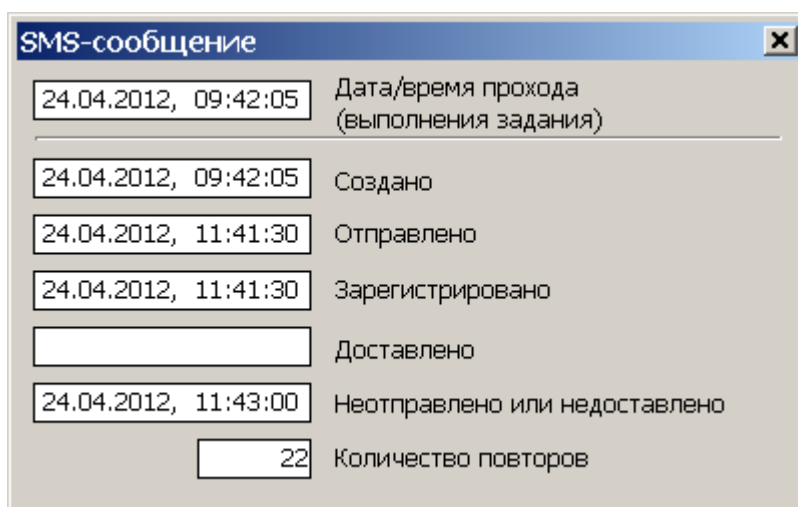 SMS-сообщение
24.04.2012, 09:42:05 Дата/время прохода
(выполнения задания)
24.04.2012, 09:42:05 Создано
24.04.2012, 11:41:30 Отправлено
24.04.2012, 11:41:30 Зарегистрировано
Доставлено
24.04.2012, 11:43:00 Неотправлено или недоставлено
22 Количество повторов